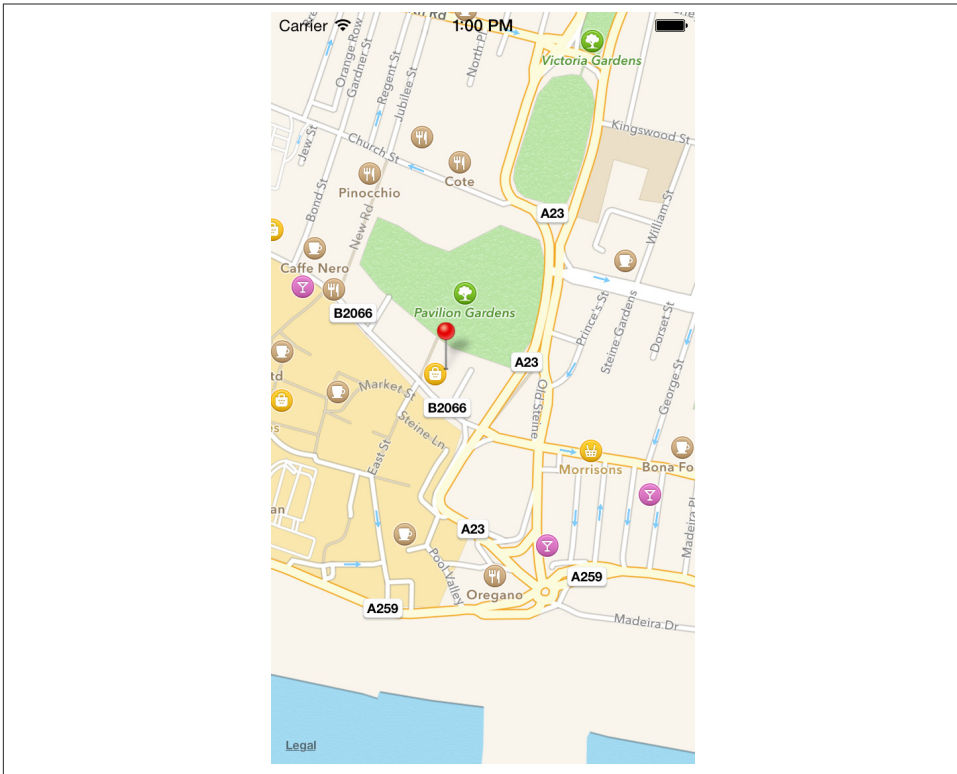 Carrier
1:00 PM
North Pl
Victoria Gardens
Orange Row
Gardner St
Regent St
Jubilee St
Kingswood St
Jew St
Church St
Cote
Pinocchio
Bond St
New Rd
A23
William St
Caffe Nero
B2066
Pavilion Gardens
Prince's St
Steine Gardens
Dorset St
A23
George St
Market St
B2066
Old Steine
Steine Ln
East St
Morrisons
Bona Fo
A23
Madeira Pl
Pool Valley
Oregano
A259
A259
Madeira Dr
Legal